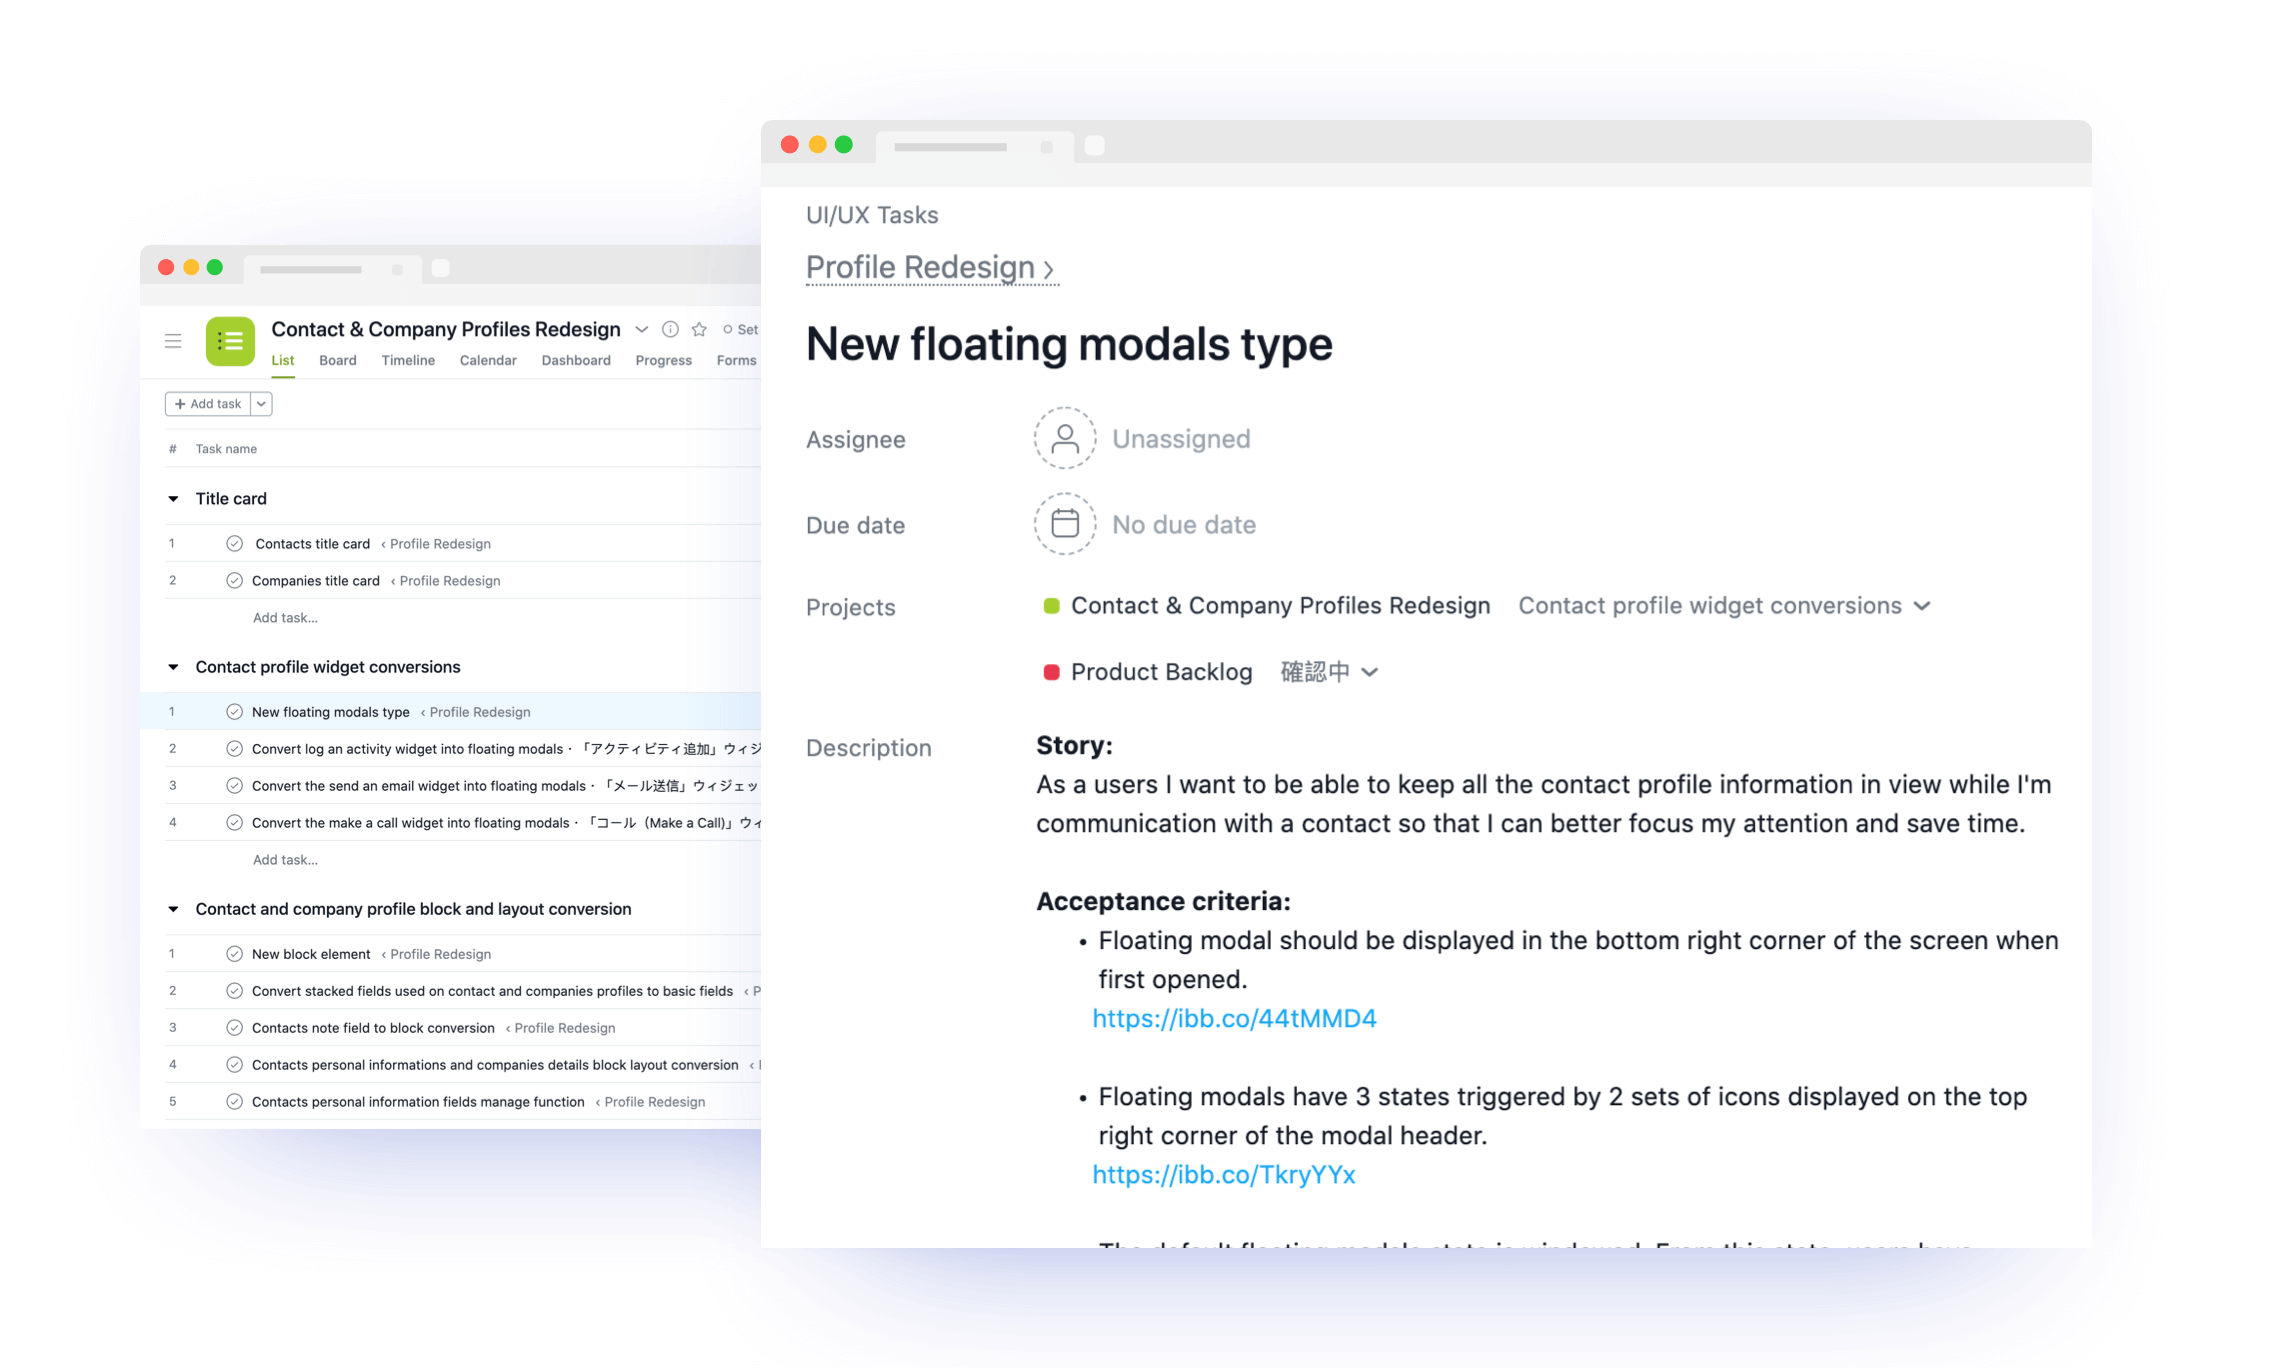 Contact & Company Profiles Redesign
Set
List Board Timeline Calendar Dashboard Progress Forms
+ Add task
# Task name
Title card
1 Contacts title card ‹ Profile Redesign
2 Companies title card ‹ Profile Redesign
Add task...
Contact profile widget conversions
1 New floating modals type ‹ Profile Redesign
2 Convert log an activity widget into floating modals・「アクティビティ追加」ウィジ
3 Convert the send an email widget into floating modals・「メール送信」ウィジェッ
4 Convert the make a call widget into floating modals・「コール（Make a Call)」ウィ
Add task...
Contact and company profile block and layout conversion
1 New block element ‹ Profile Redesign
2 Convert stacked fields used on contact and companies profiles to basic fields ‹ P
3 Contacts note field to block conversion ‹ Profile Redesign
4 Contacts personal informations and companies details block layout conversion ‹
5 Contacts personal information fields manage function ‹ Profile Redesign
UI/UX Tasks
Profile Redesign ›
New floating modals type
Assignee Unassigned
Due date No due date
Projects Contact & Company Profiles Redesign Contact profile widget conversions
Product Backlog 確認中
Description Story:
As a users I want to be able to keep all the contact profile information in view while I'm
communication with a contact so that I can better focus my attention and save time.
Acceptance criteria:
• Floating modal should be displayed in the bottom right corner of the screen when
first opened.
https://ibb.co/44tMMD4
• Floating modals have 3 states triggered by 2 sets of icons displayed on the top
right corner of the modal header.
https://ibb.co/TkryYYx
The default floating modals state is windowed. From this state, users have